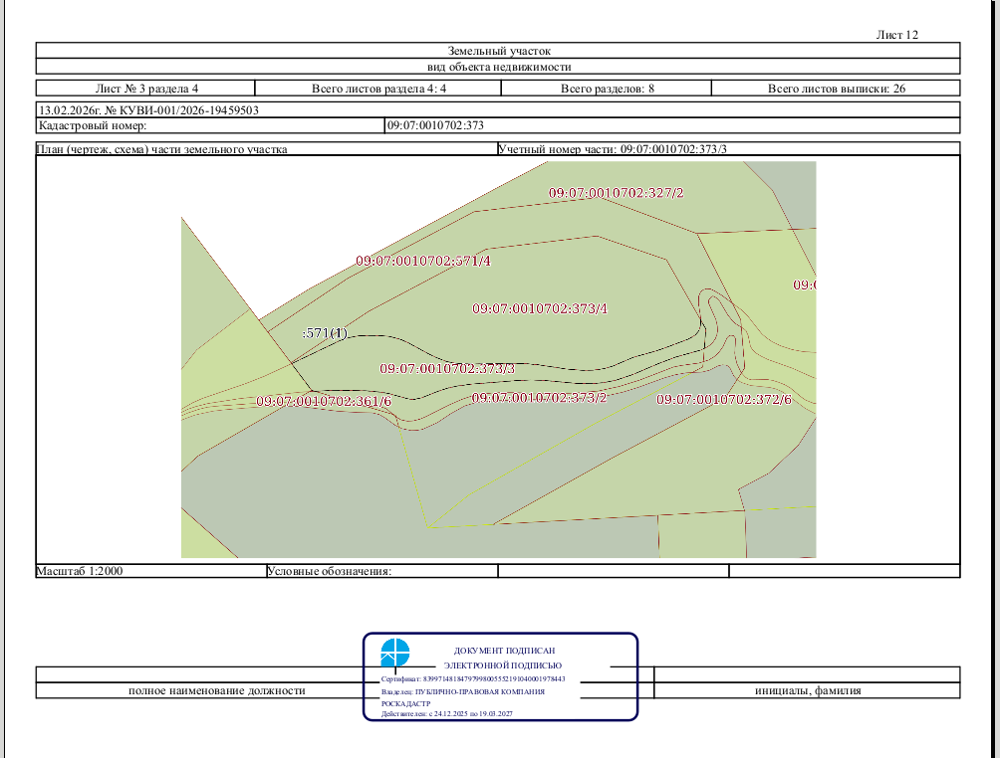 Лист 12
Земельный участок
вид объекта недвижимости
Лист № 3 раздела 4 Всего листов раздела 4: 4 Всего разделов: 8 Всего листов выписки: 26
13.02.2026г. № КУВИ-001/2026-19459503
Кадастровый номер: 09:07:0010702:373
План (чертеж, схема) части земельного участка Учетный номер части: 09:07:0010702:373/3
09:07:0010702:327/2
09:07:0010702:571/4
09:0
09:07:0010702:373/4
:571(1)
09:07:0010702:373/3
09:07:0010702:361/6 09:07:0010702:373/2 09:07:0010702:372/6
Масштаб 1:2000 Условные обозначения:
ДОКУМЕНТ ПОДПИСАН
ЭЛЕКТРОННОЙ ПОДПИСЬЮ
Сертификат:
Владелец: ПУБЛИЧНО-ПРАВОВАЯ КОМПАНИЯ
РОСКАДАСТР
Действителен: с 24.12.2025 по 19.03.2027
полное наименование должности инициалы, фамилия